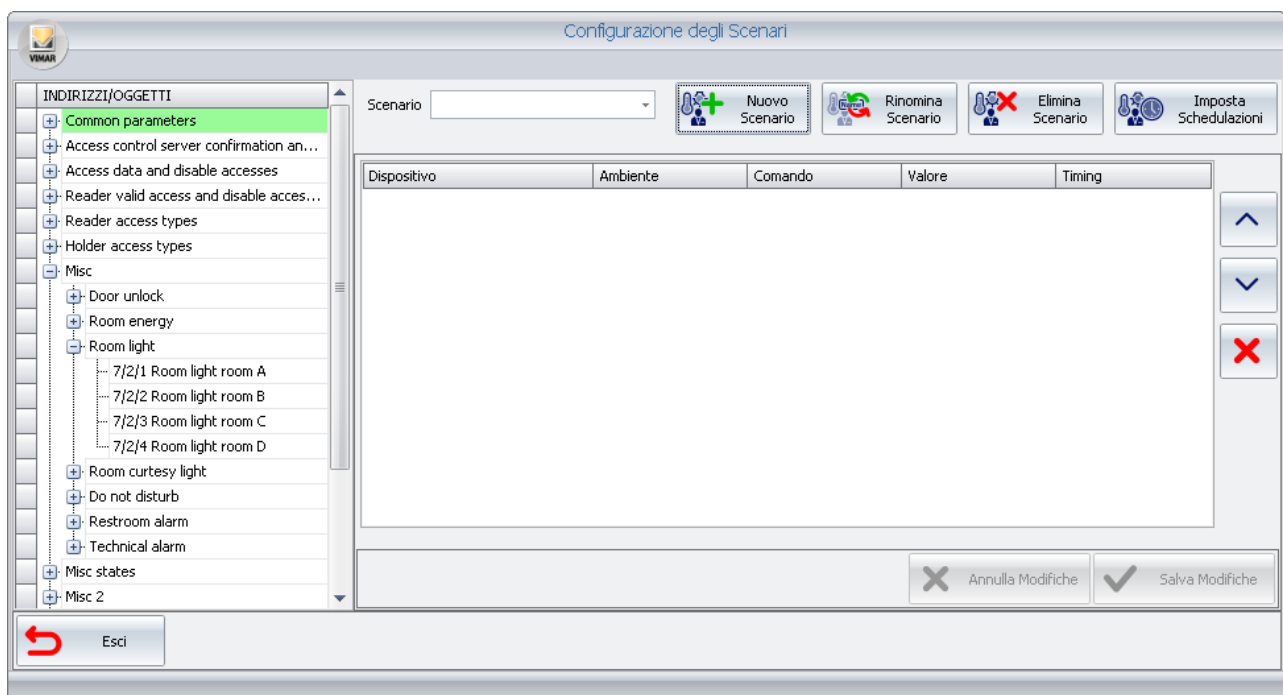 Configurazione degli Scenari
VIMAR
INDIRIZZI/OGGETTI
Common parameters
Access control server confirmation an...
Access data and disable accesses
Reader valid access and disable acces...
Reader access types
Holder access types
Misc
Door unlock
Room energy
Room light
7/2/1 Room light room A
7/2/2 Room light room B
7/2/3 Room light room C
7/2/4 Room light room D
Room curtesy light
Do not disturb
Restroom alarm
Technical alarm
Misc states
Misc 2
Scenario
Nuovo
Scenario
Rinomina
Scenario
Elimina
Scenario
Imposta
Schedulazioni
Dispositivo Ambiente Comando Valore Timing
Annulla Modifiche Salva Modifiche
Esci